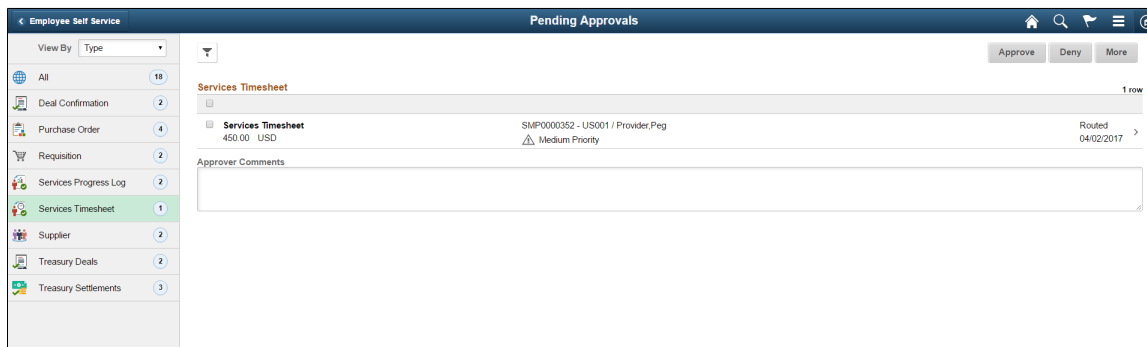 Employee Self Service
Pending Approvals
View By Type
All 18
Deal Confirmation 2
Purchase Order 4
Requisition 2
Services Progress Log 2
Services Timesheet 1
Supplier 2
Treasury Deals 2
Treasury Settlements 3
Approve Deny More
Services Timesheet
1 row
Services Timesheet SMP0000352 - US001 / Provider,Peg Routed
450.00 USD Medium Priority 04/02/2017
Approver Comments